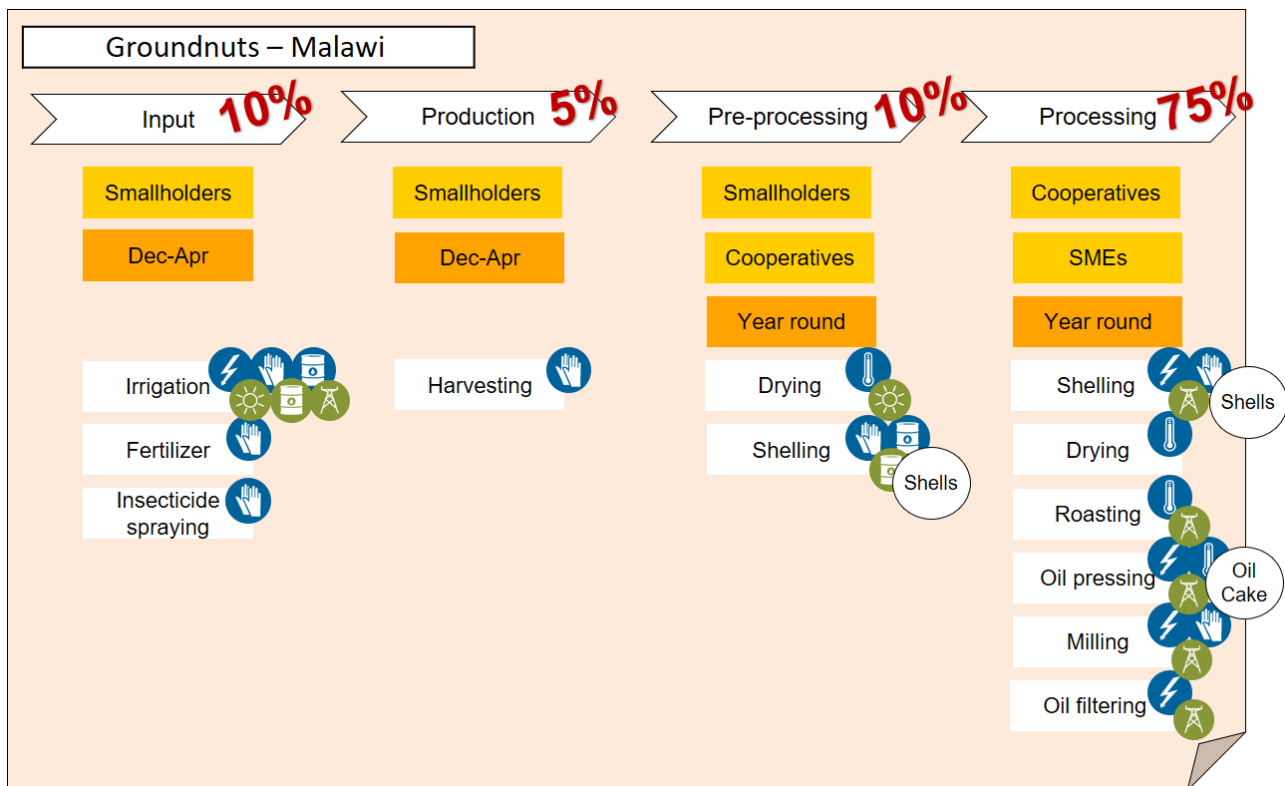 Groundnuts – Malawi
Input 10%
Production 5%
Pre-processing 10%
Processing 75%
Smallholders
Dec-Apr
Irrigation
Fertilizer
Insecticide
spraying
Smallholders
Dec-Apr
Harvesting
Smallholders
Cooperatives
Year round
Drying
Shelling
Shells
Cooperatives
SMEs
Year round
Shelling
Shells
Drying
Roasting
Oil pressing
Oil
Cake
Milling
Oil filtering